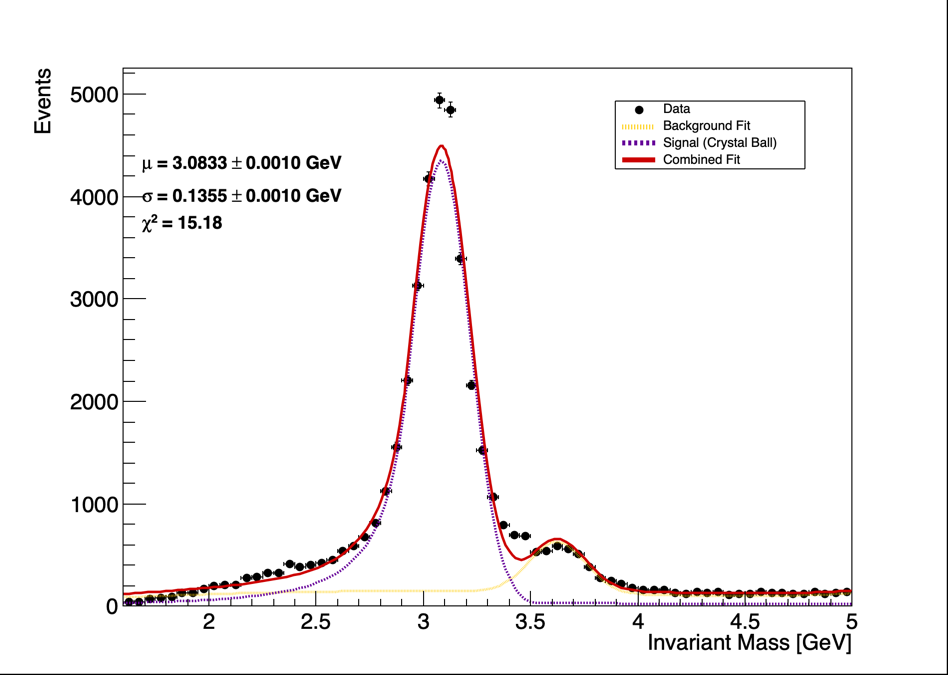 Events
5000
4000
3000
2000
1000
0
μ = 3.0833 ± 0.0010 GeV
σ = 0.1355 ± 0.0010 GeV
χ² = 15.18
Data
Background Fit
Signal (Crystal Ball)
Combined Fit
2 2.5 3 3.5 4 4.5 5
Invariant Mass [GeV]